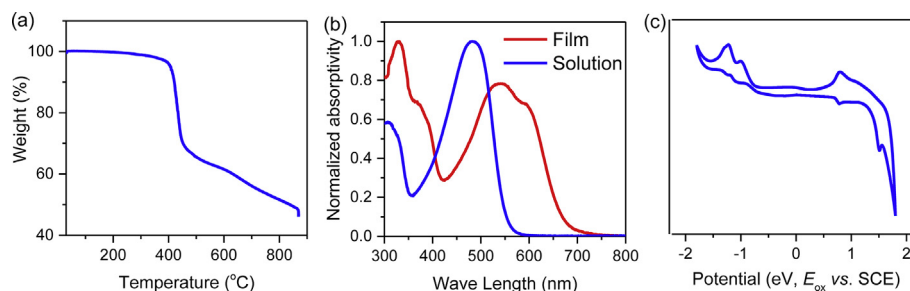 (a)
100
80
60
40
Weight (%)
200 400 600 800
Temperature (°C)
(b)
Film
Solution
1.0
0.8
0.6
0.4
0.2
0.0
Normalized absorptivity
300 400 500 600 700 800
Wave Length (nm)
(c)
-2 -1 0 1 2
Potential (eV, Eox vs. SCE)